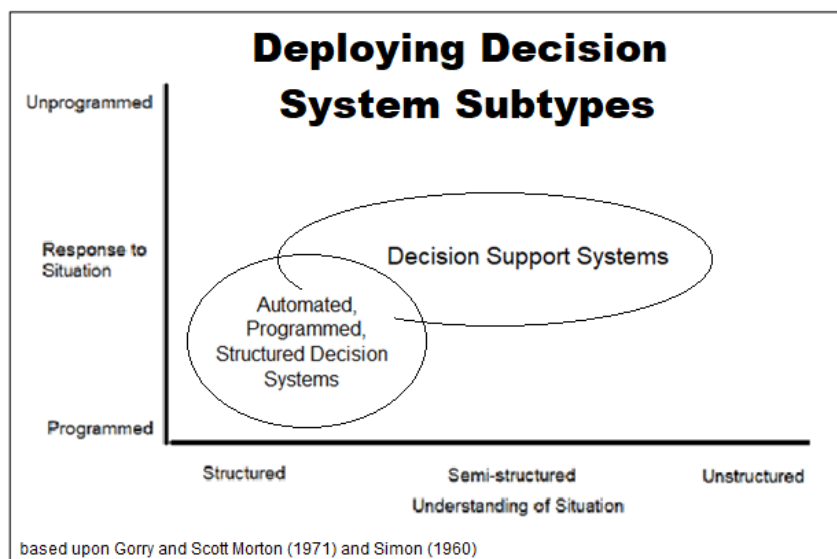 Deploying Decision
System Subtypes
Unprogrammed
Response to
Situation
Decision Support Systems
Automated,
Programmed,
Structured Decision
Systems
Programmed
Structured
Semi-structured
Unstructured
Understanding of Situation
based upon Gorry and Scott Morton (1971) and Simon (1960)